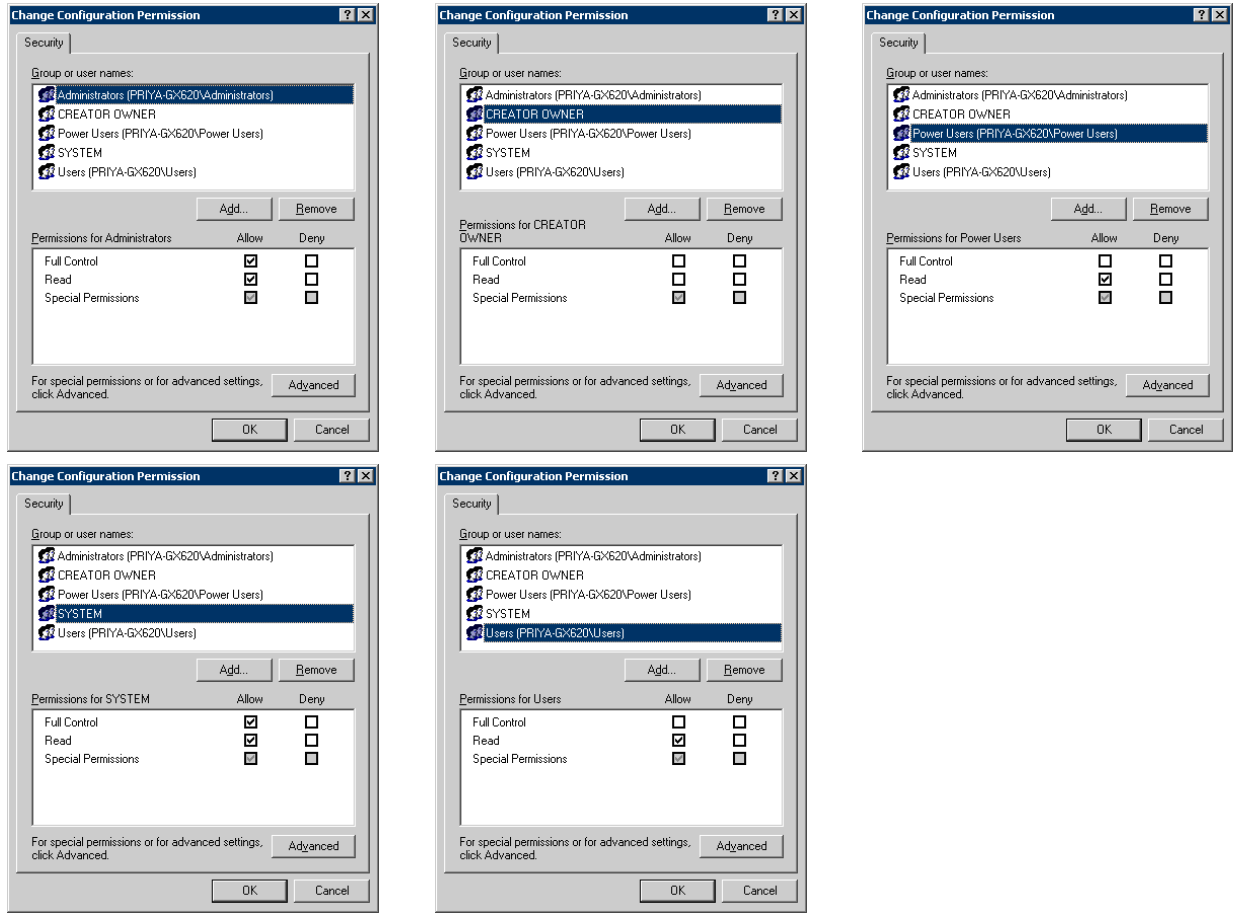 Change Configuration Permission
Security
Group or user names:
Administrators (PRIYA-GX620\Administrators)
CREATOR OWNER
Power Users (PRIYA-GX620\Power Users)
SYSTEM
Users (PRIYA-GX620\Users)
Add... Remove
Permissions for Administrators Allow Deny
Full Control
Read
Special Permissions
For special permissions or for advanced settings,
click Advanced.
Advanced
OK Cancel
Change Configuration Permission
Security
Group or user names:
Administrators (PRIYA-GX620\Administrators)
CREATOR OWNER
Power Users (PRIYA-GX620\Power Users)
SYSTEM
Users (PRIYA-GX620\Users)
Add... Remove
Permissions for CREATOR
OWNER Allow Deny
Full Control
Read
Special Permissions
For special permissions or for advanced settings,
click Advanced.
Advanced
OK Cancel
Change Configuration Permission
Security
Group or user names:
Administrators (PRIYA-GX620\Administrators)
CREATOR OWNER
Power Users (PRIYA-GX620\Power Users)
SYSTEM
Users (PRIYA-GX620\Users)
Add... Remove
Permissions for Power Users Allow Deny
Full Control
Read
Special Permissions
For special permissions or for advanced settings,
click Advanced.
Advanced
OK Cancel
Change Configuration Permission
Security
Group or user names:
Administrators (PRIYA-GX620\Administrators)
CREATOR OWNER
Power Users (PRIYA-GX620\Power Users)
SYSTEM
Users (PRIYA-GX620\Users)
Add... Remove
Permissions for SYSTEM Allow Deny
Full Control
Read
Special Permissions
For special permissions or for advanced settings,
click Advanced.
Advanced
OK Cancel
Change Configuration Permission
Security
Group or user names:
Administrators (PRIYA-GX620\Administrators)
CREATOR OWNER
Power Users (PRIYA-GX620\Power Users)
SYSTEM
Users (PRIYA-GX620\Users)
Add... Remove
Permissions for Users Allow Deny
Full Control
Read
Special Permissions
For special permissions or for advanced settings,
click Advanced.
Advanced
OK Cancel